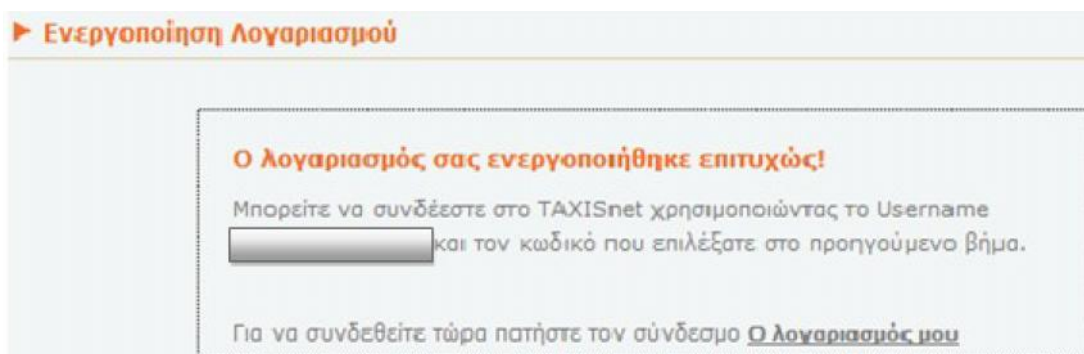 Ενεργοποίηση Λογαριασμού
Ο λογαριασμός σας ενεργοποιήθηκε επιτυχώς!
Μπορείτε να συνδέεστε στο TAXISnet χρησιμοποιώντας το Username
και τον κωδικό που επιλέξατε στο προηγούμενο βήμα.
Για να συνδεθείτε τώρα πατήστε τον σύνδεσμο Ο λογαριασμός μου